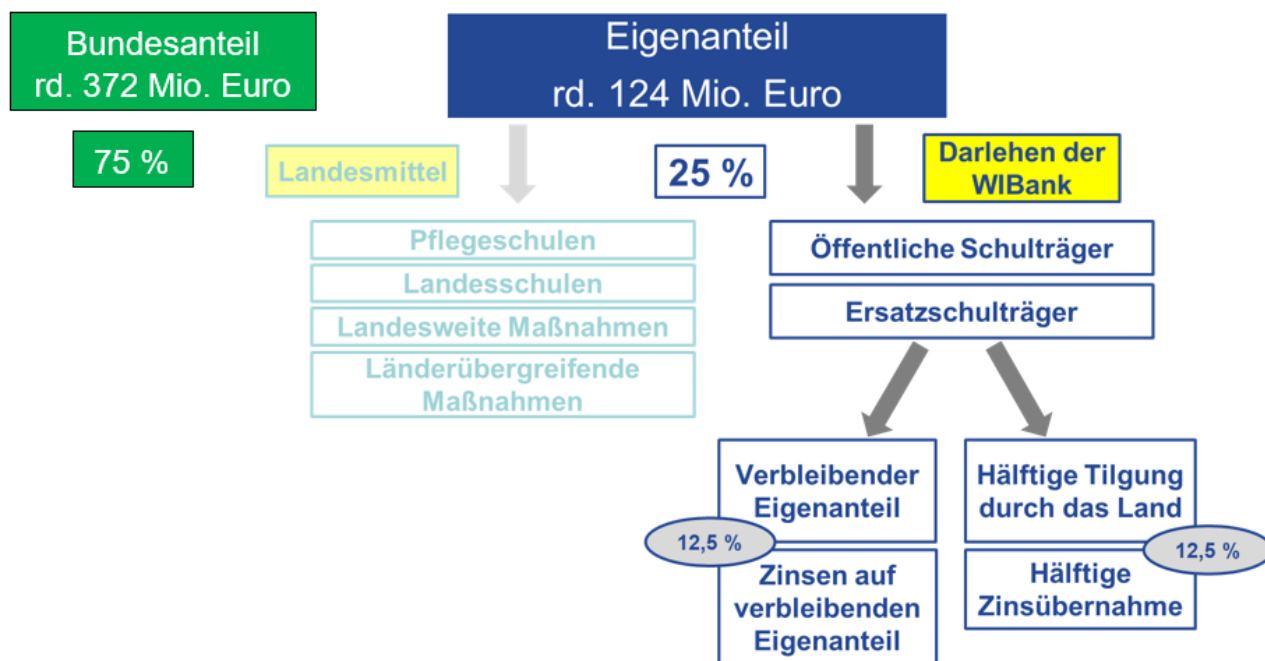 Bundesanteil
rd. 372 Mio. Euro
Eigenanteil
rd. 124 Mio. Euro
75 %
Landesmittel
25 %
Darlehen der
WIBank
Pflegeschulen
Landesschulen
Landesweite Maßnahmen
Länderübergreifende
Maßnahmen
Öffentliche Schulträger
Ersatzschulträger
Verbleibender
Eigenanteil
12,5 %
Zinsen auf
verbleibenden
Eigenanteil
Hälftige Tilgung
durch das Land
12,5 %
Hälftige
Zinsübernahme